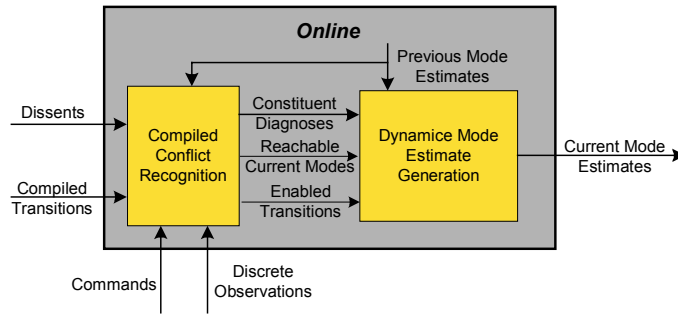 Online
Previous Mode
Estimates
Dissents
Compiled
Conflict
Recognition
Constituent
Diagnoses
Reachable
Current Modes
Enabled
Transitions
Dynamice Mode
Estimate
Generation
Current Mode
Estimates
Compiled
Transitions
Commands
Discrete
Observations